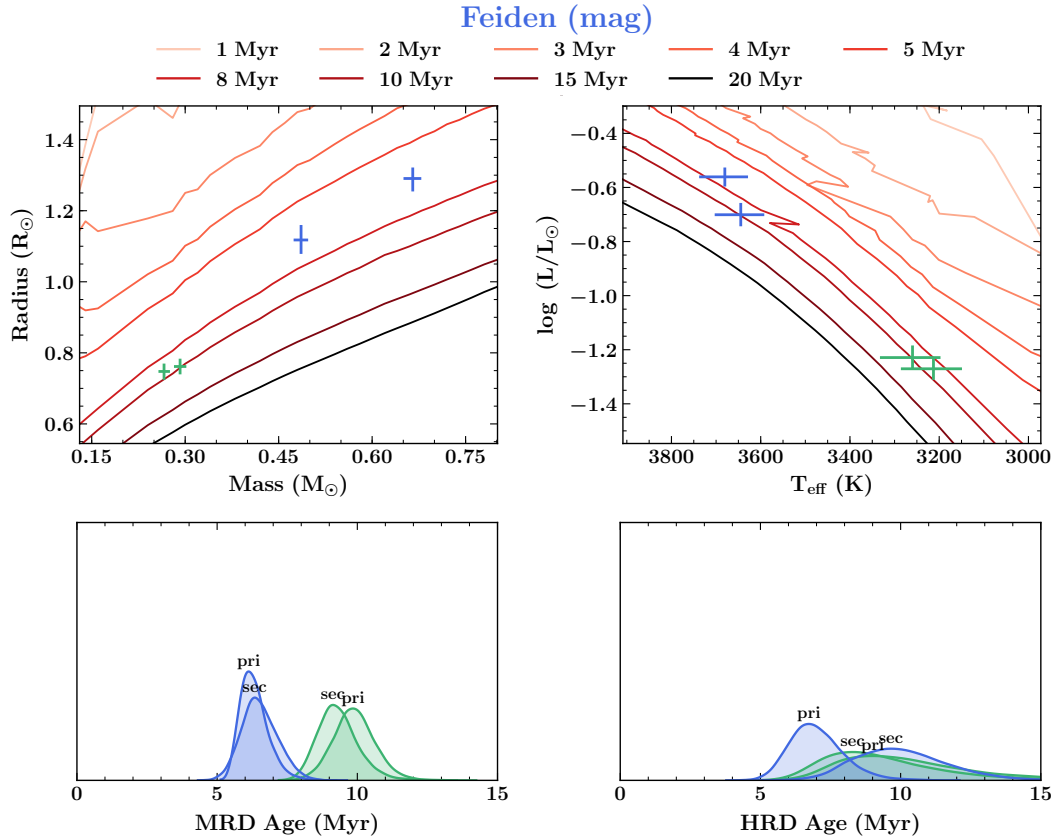 Feiden (mag)
1 Myr 2 Myr 3 Myr 4 Myr 5 Myr
8 Myr 10 Myr 15 Myr 20 Myr
1.4
1.2
1.0
0.8
0.6
Radius (R☉)
0.15 0.30 0.45 0.60 0.75
Mass (M☉)
−0.4
−0.6
−0.8
−1.0
−1.2
−1.4
log (L/L☉)
3800 3600 3400 3200 3000
Teff (K)
pri
sec
sec pri
0 5 10 15
MRD Age (Myr)
pri
sec pri sec
0 5 10 15
HRD Age (Myr)